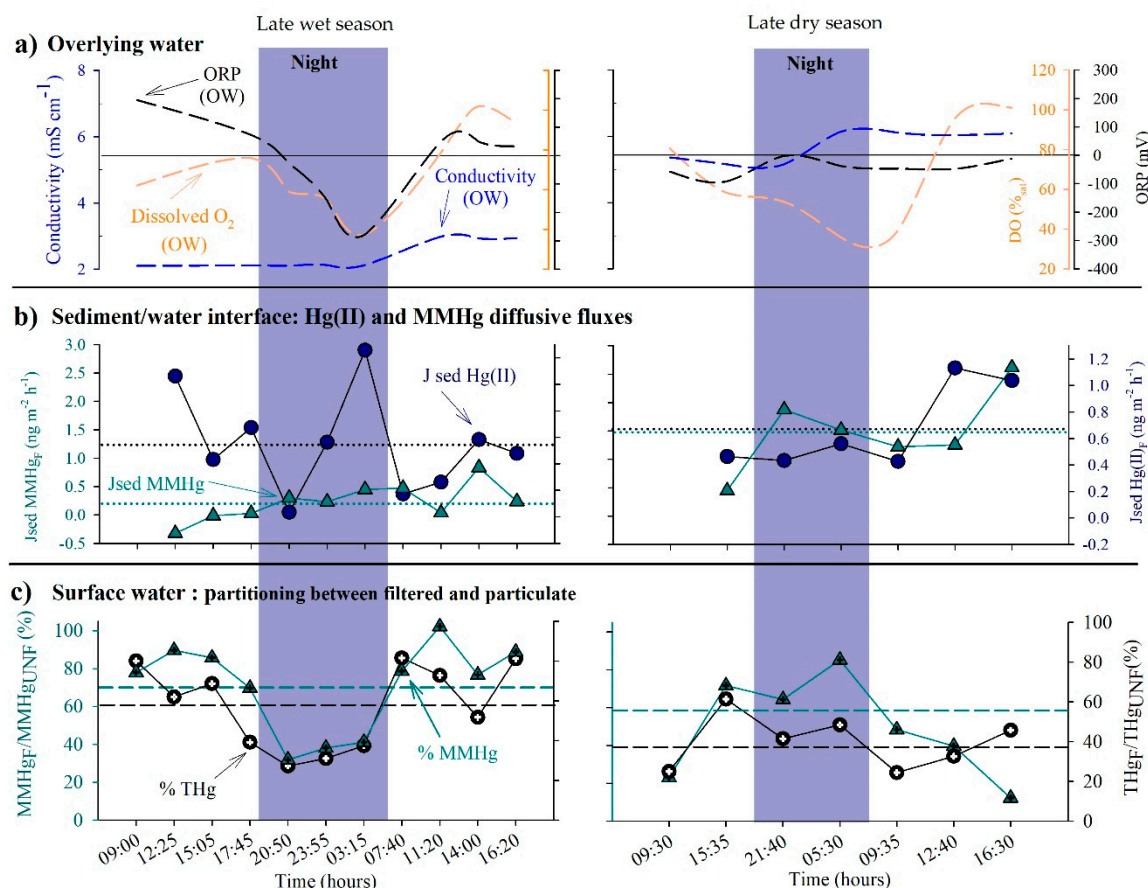 Late wet season
Late dry season
a) Overlying water
Night
Night
8
6
4
2
Conductivity (mS cm-1)
ORP
(OW)
Dissolved O2
(OW)
Conductivity
(OW)
120
100
80
60
40
20
DO (%sat)
300
200
100
0
-100
-200
-300
-400
ORP (mV)
b) Sediment/water interface: Hg(II) and MMHg diffusive fluxes
3.0
2.5
2.0
1.5
1.0
0.5
0.0
-0.5
Jsed MMHgF (ng m-2 h-1)
J sed Hg(II)
Jsed MMHg
1.2
1.0
0.8
0.6
0.4
0.2
0.0
-0.2
Jsed Hg(II)F (ng m-2 h-1)
c) Surface water : partitioning between filtered and particulate
100
80
60
40
20
0
MMHgF/MMHgUNF (%)
% MMHg
% THg
100
80
60
40
20
0
THgF/THgUNF(%)
09:00 12:25 15:05 17:45 20:50 23:55 03:15 07:40 11:20 14:00 16:20
09:30 15:35 21:40 05:30 09:35 12:40 16:30
Time (hours)
Time (hours)